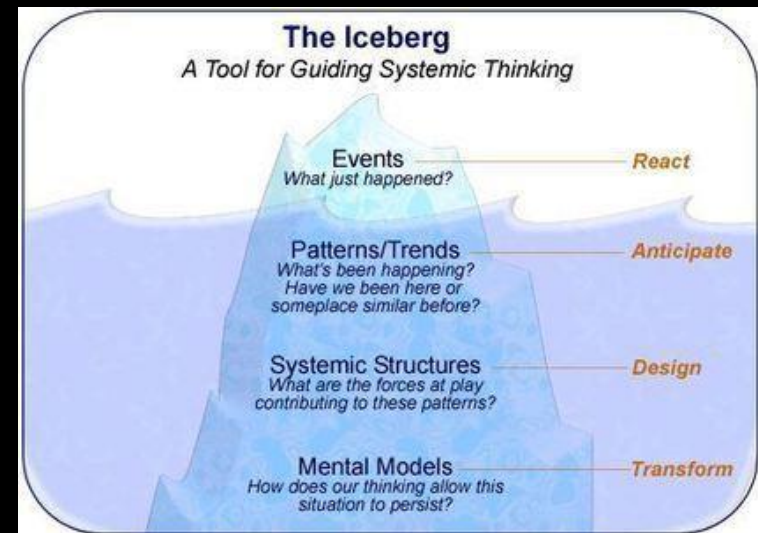 The Iceberg
A Tool for Guiding Systemic Thinking
Events React
What just happened?
Patterns/Trends Anticipate
What's been happening?
Have we been here or
someplace similar before?
Systemic Structures Design
What are the forces at play
contributing to these patterns?
Mental Models Transform
How does our thinking allow this
situation to persist?